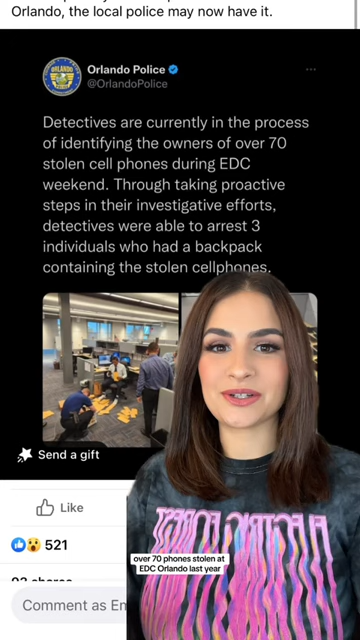 Orlando, the local police may now have it.
ORLANDO
Orlando Police
@OrlandoPolice
Detectives are currently in the process
of identifying the owners of over 70
stolen cell phones during EDC
weekend. Through taking proactive
steps in their investigative efforts,
detectives were able to arrest 3
individuals who had a backpack
containing the stolen cellphones.
Send a gift
Like
521
Comment as
over 70 phones stolen at
EDC Orlando last year